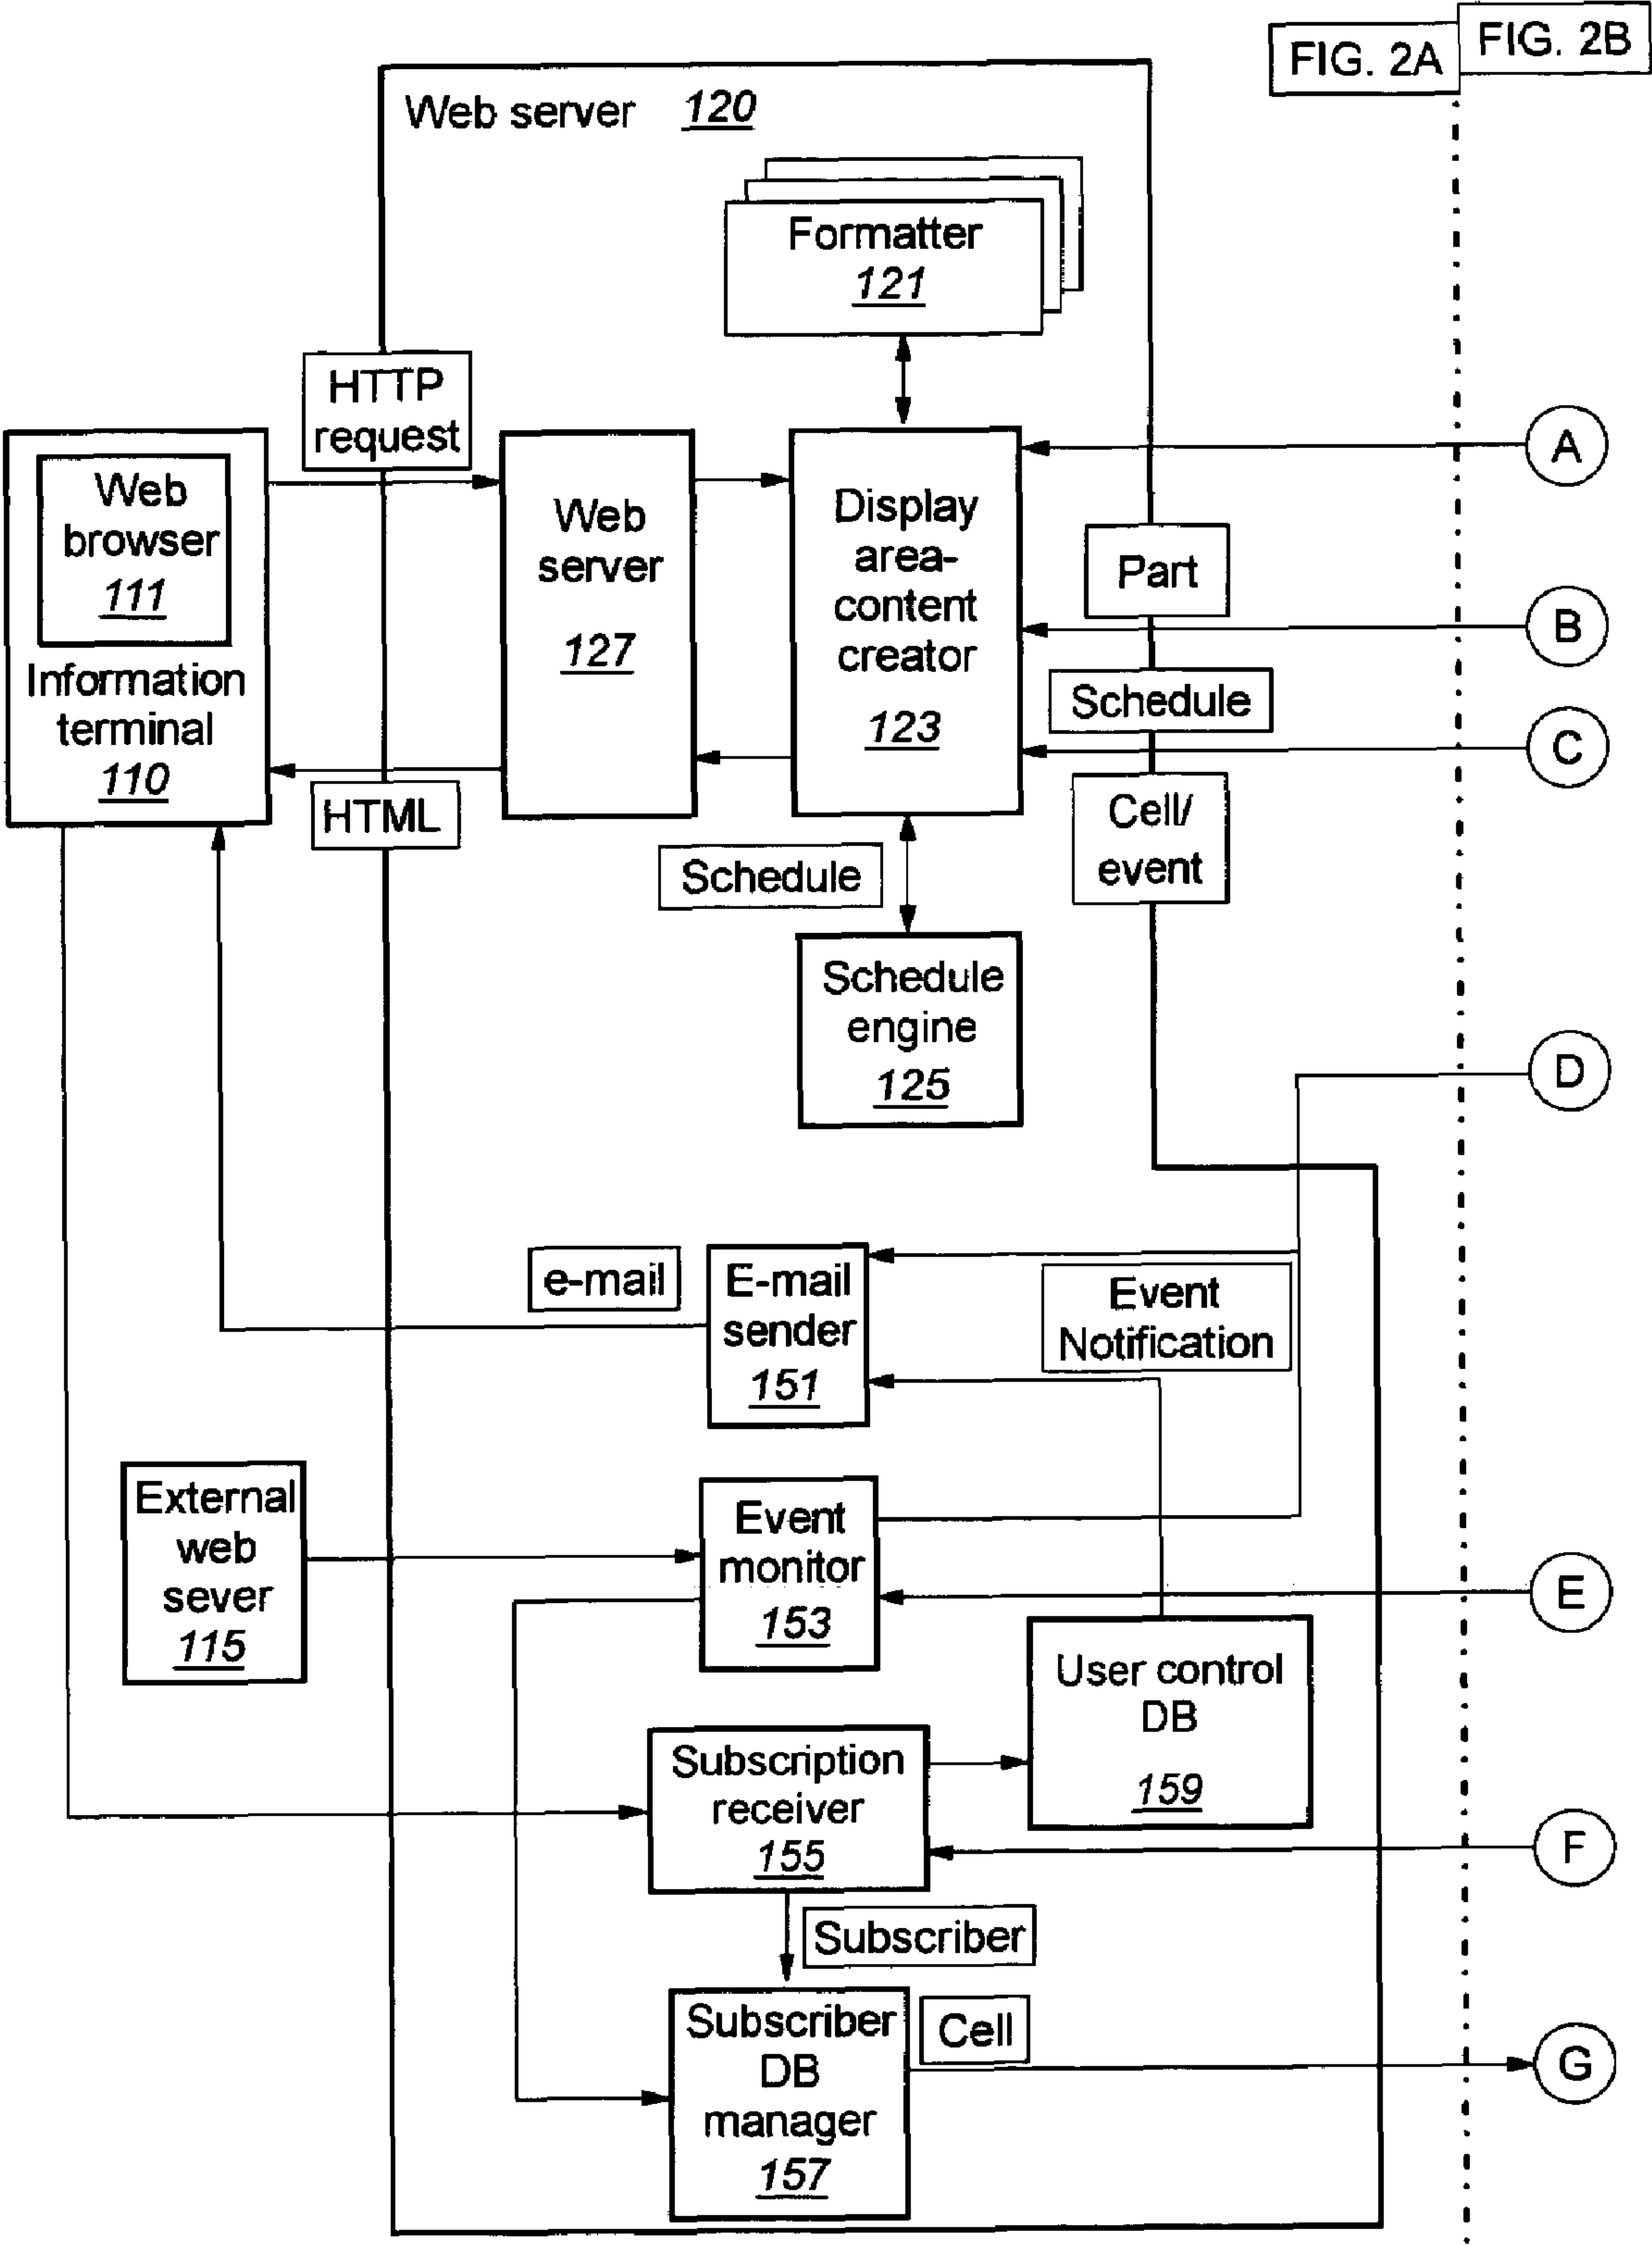 FIG. 2A
FIG. 2B
Web server 120
Formatter
121
HTTP
request
Web
browser
111
Information
terminal
110
Web
server
127
Display
area-
content
creator
123
A
Part
B
Schedule
C
HTML
Cell/
event
Schedule
Schedule
engine
125
D
e-mail
E-mail
sender
151
Event
Notification
External
web
sever
115
Event
monitor
153
E
User control
DB
159
Subscription
receiver
155
F
Subscriber
Subscriber
DB
manager
157
Cell
G